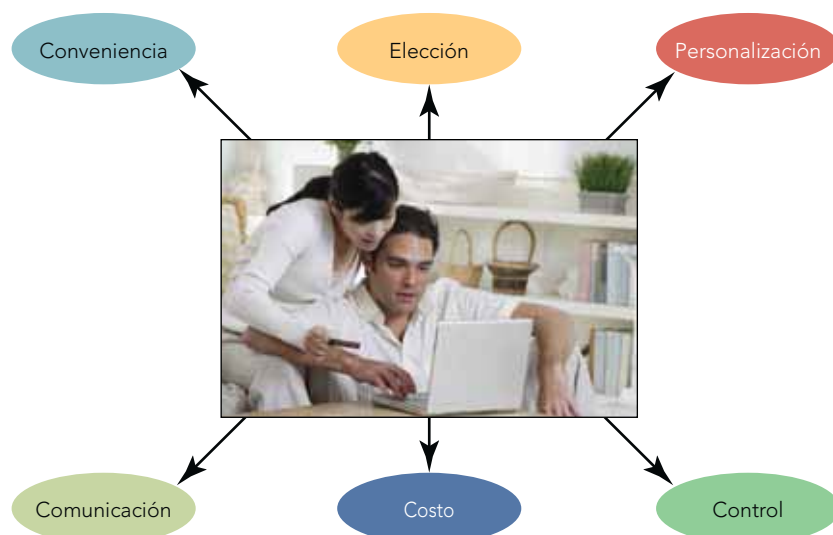 Conveniencia
Elección
Personalización
Comunicación
Costo
Control